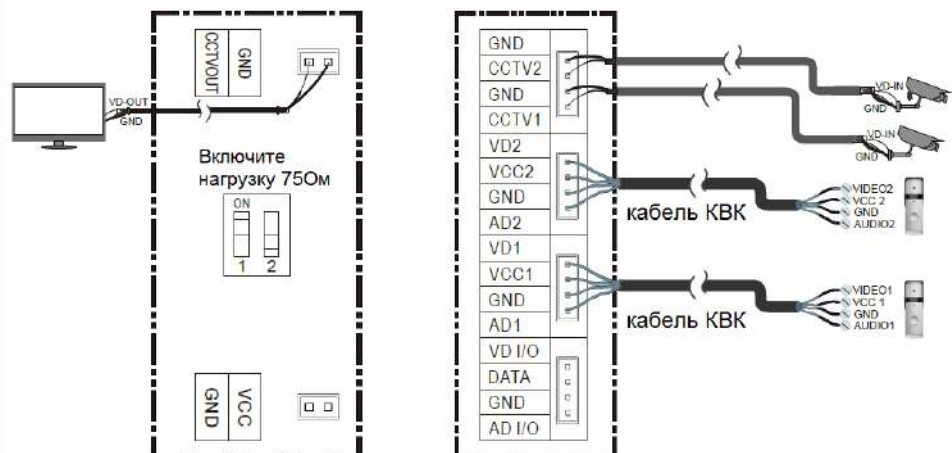 CCTVOUT
GND
VD-OUT
GND
Включите
нагрузку 75Ом
ON
1 2
GND
VCC
GND
CCTV2
GND
CCTV1
VD2
VCC2
GND
AD2
VD1
VCC1
GND
AD1
VD I/O
DATA
GND
AD I/O
VD-IN
GND
VD-IN
GND
кабель КВК
VIDEO2
VCC 2
GND
AUDIO2
кабель КВК
VIDEO1
VCC 1
GND
AUDIO1